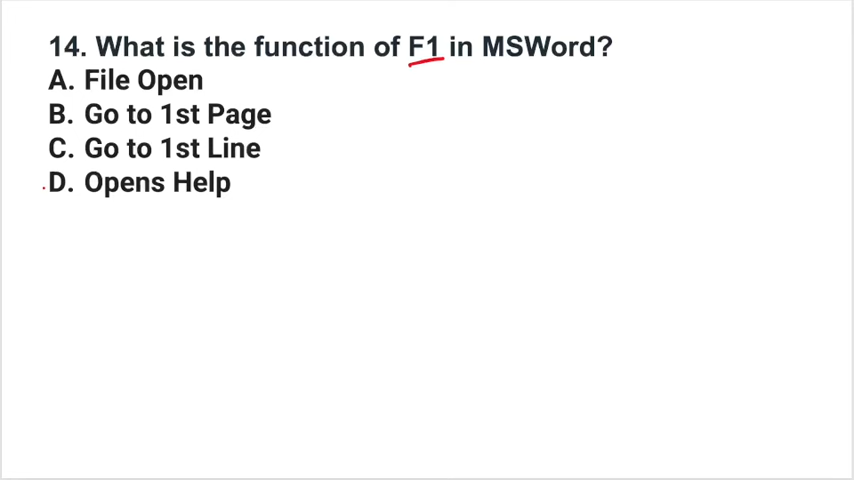 14. What is the function of F1 in MSWord?
A. File Open
B. Go to 1st Page
C. Go to 1st Line
D. Opens Help